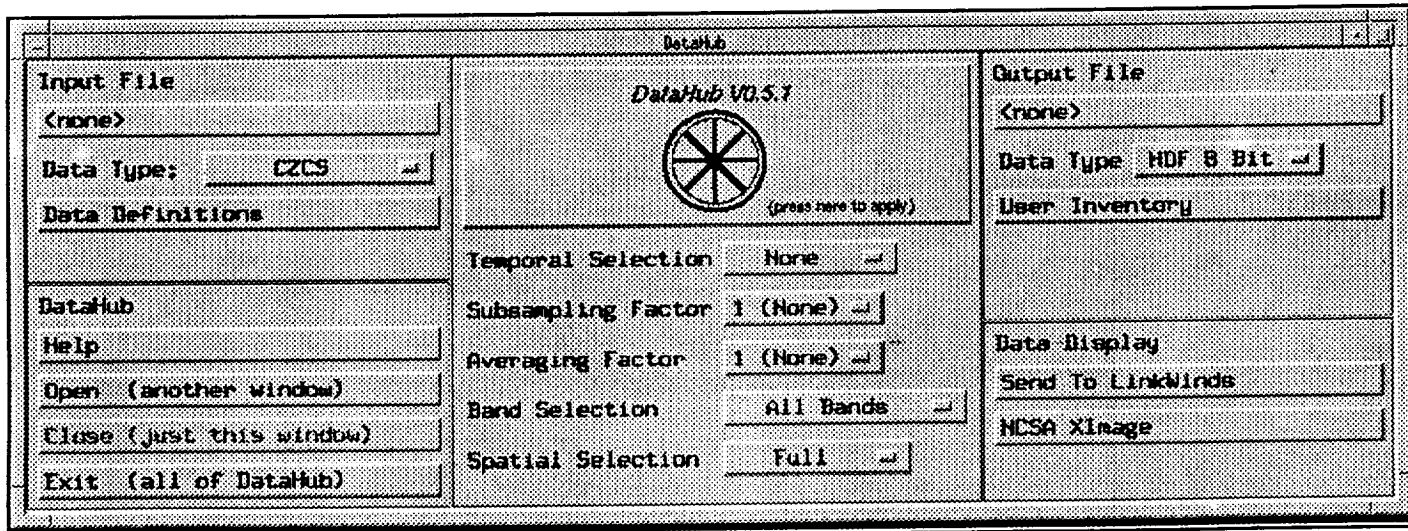 DataHub
Input File
<none>
Data Type: CZCS
Data Definitions
DataHub
Help
Open (another window)
Close (just this window)
Exit (all of DataHub)
DataHub V0.5.1
(press here to apply)
Temporal Selection None
Subsampling Factor 1 (None)
Averaging Factor 1 (None)
Band Selection All Bands
Spatial Selection Full
Output File
<none>
Data Type HDF 8 Bit
User Inventory
Data Display
Send To LinkWinds
NCSA XImage